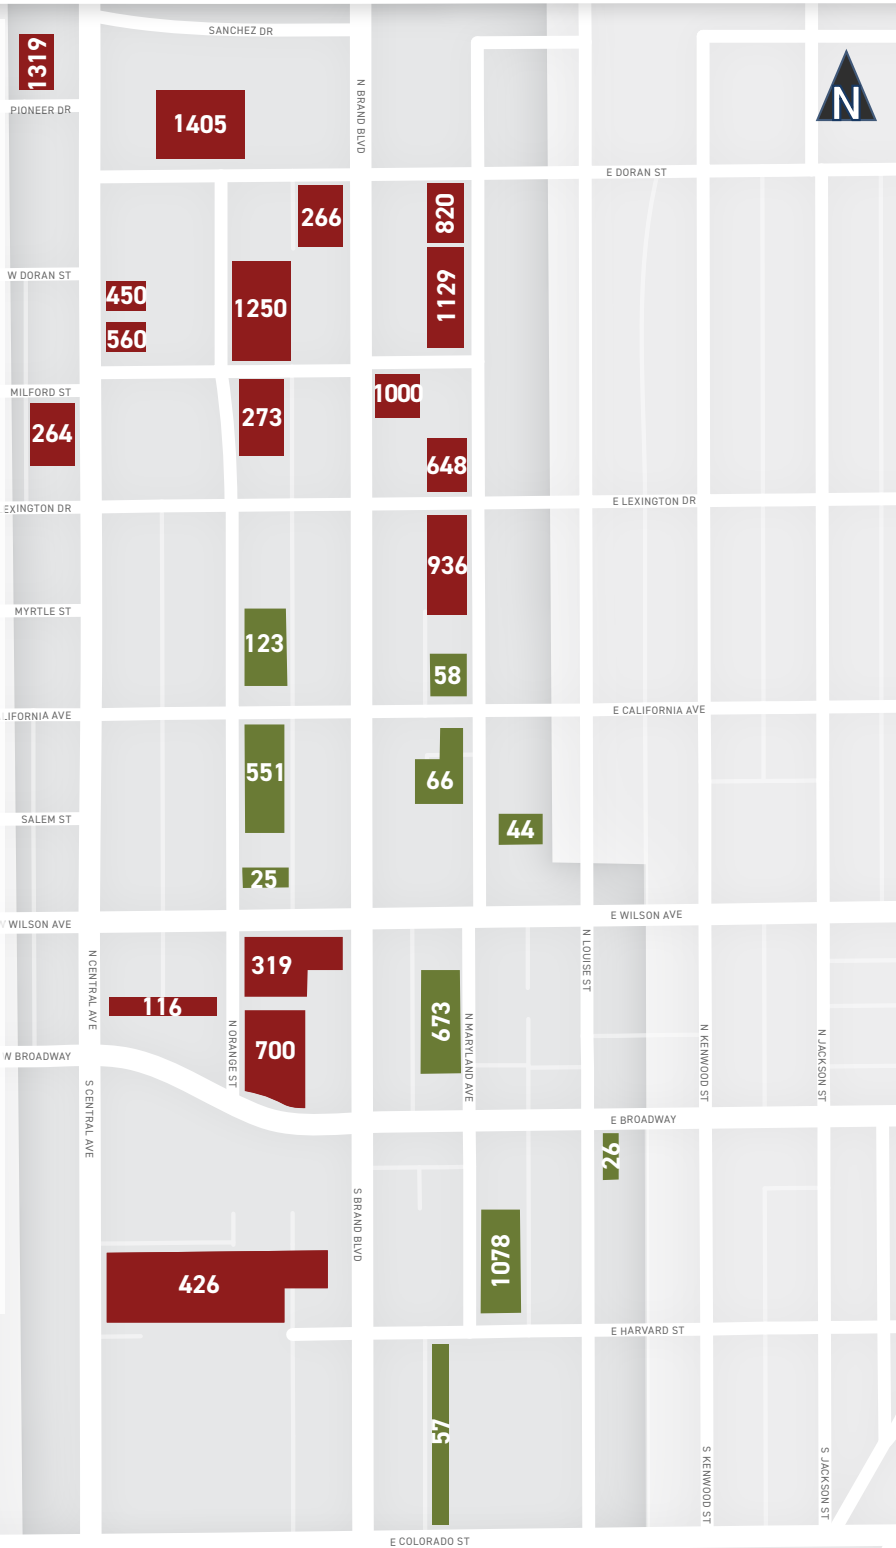 SANCHEZ DR
1319
N BRAND BLVD
N
PIONEER DR
1405
E DORAN ST
266
820
W DORAN ST
450
1250
1129
560
MILFORD ST
1000
264
273
648
E LEXINGTON DR
EXINGTON DR
936
MYRTLE ST
123
58
E CALIFORNIA AVE
LIFORNIA AVE
551
66
SALEM ST
44
25
E WILSON AVE
W WILSON AVE
N LOUISE ST
319
N CENTRAL AVE
116
673
700
N ORANGE ST
N MARYLAND AVE
N KENWOOD ST
N JACKSON ST
W BROADWAY
S CENTRAL AVE
E BROADWAY
26
S BRAND BLVD
1078
426
E HARVARD ST
57
S KENWOOD ST
S JACKSON ST
E COLORADO ST